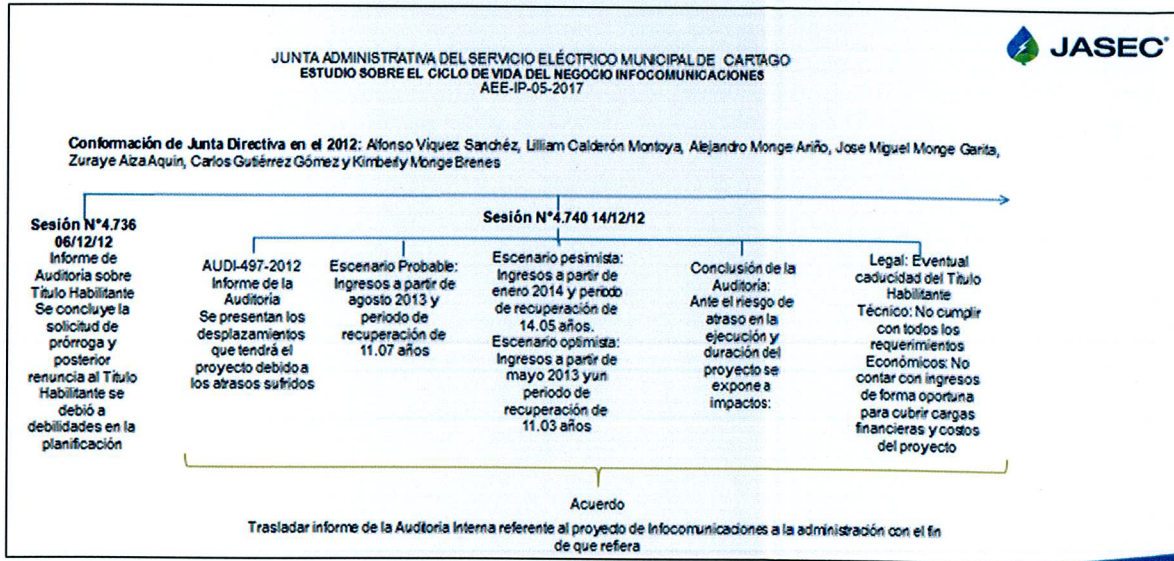 JASEC
JUNTA ADMINISTRATIVA DEL SERVICIO ELÉCTRICO MUNICIPAL DE CARTAGO
ESTUDIO SOBRE EL CICLO DE VIDA DEL NEGOCIO INFOCOMUNICACIONES
AEE-IP-05-2017
Conformación de Junta Directiva en el 2012: Alfonso Víquez Sanchéz, Lilliam Calderón Montoya, Alejandro Monge Ariño, Jose Miguel Monge Garita,
Zuraye Aiza Aquin, Carlos Gutiérrez Gómez y Kimberly Monge Brenes
Sesión N°4.736
06/12/12
Informe de
Auditoria sobre
Título Habilitante
Se concluye la
solicitud de
prórroga y
posterior
renuncia al Título
Habilitante se
debió a
debilidades en la
planificación
Sesión N°4.740 14/12/12
AUDI-497-2012
Informe de la
Auditoría
Se presentan los
desplazamientos
que tendrá el
proyecto debido a
los atrasos sufridos
Escenario Probable:
Ingresos a partir de
agosto 2013 y
periodo de
recuperación de
11.07 años
Escenario pesimista:
Ingresos a partir de
enero 2014 y periodo
de recuperación de
14.05 años.
Escenario optimista:
Ingresos a partir de
mayo 2013 y un
periodo de
recuperación de
11.03 años
Conclusión de la
Auditoría:
Ante el riesgo de
atraso en la
ejecución y
duración del
proyecto se
expone a
impactos:
Legal: Eventual
caducidad del Título
Habilitante
Técnico: No cumplir
con todos los
requerimientos
Económicos: No
contar con ingresos
de forma oportuna
para cubrir cargas
financieras y costos
del proyecto
Acuerdo
Trasladar informe de la Auditoria Interna referente al proyecto de Infocomunicaciones a la administración con el fin
de que refiera